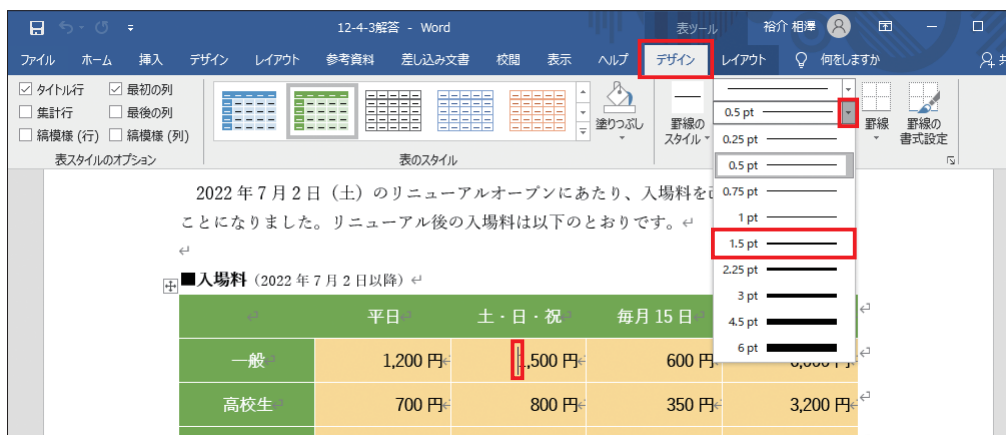 12-4-3解答 - Word 表ツール 裕介 相澤
ファイル ホーム 挿入 デザイン レイアウト 参考資料 差し込み文書 校閲 表示 ヘルプ デザイン レイアウト 何をしますか
タイトル行 最初の列
集計行 最後の列
縞模様 (行) 縞模様 (列)
表スタイルのオプション
表のスタイル
塗りつぶし
罫線の
スタイル
0.5 pt
0.25 pt
0.5 pt
0.75 pt
1 pt
1.5 pt
2.25 pt
3 pt
4.5 pt
6 pt
罫線
罫線の
書式設定
2022 年 7 月 2 日（土）のリニューアルオープンにあたり、入場料を
ことになりました。リニューアル後の入場料は以下のとおりです。
■入場料（2022 年 7 月 2 日以降）
平日 土・日・祝 毎月 15 日
一般 1,200 円 1,500 円 600 円
高校生 700 円 800 円 350 円 3,200 円